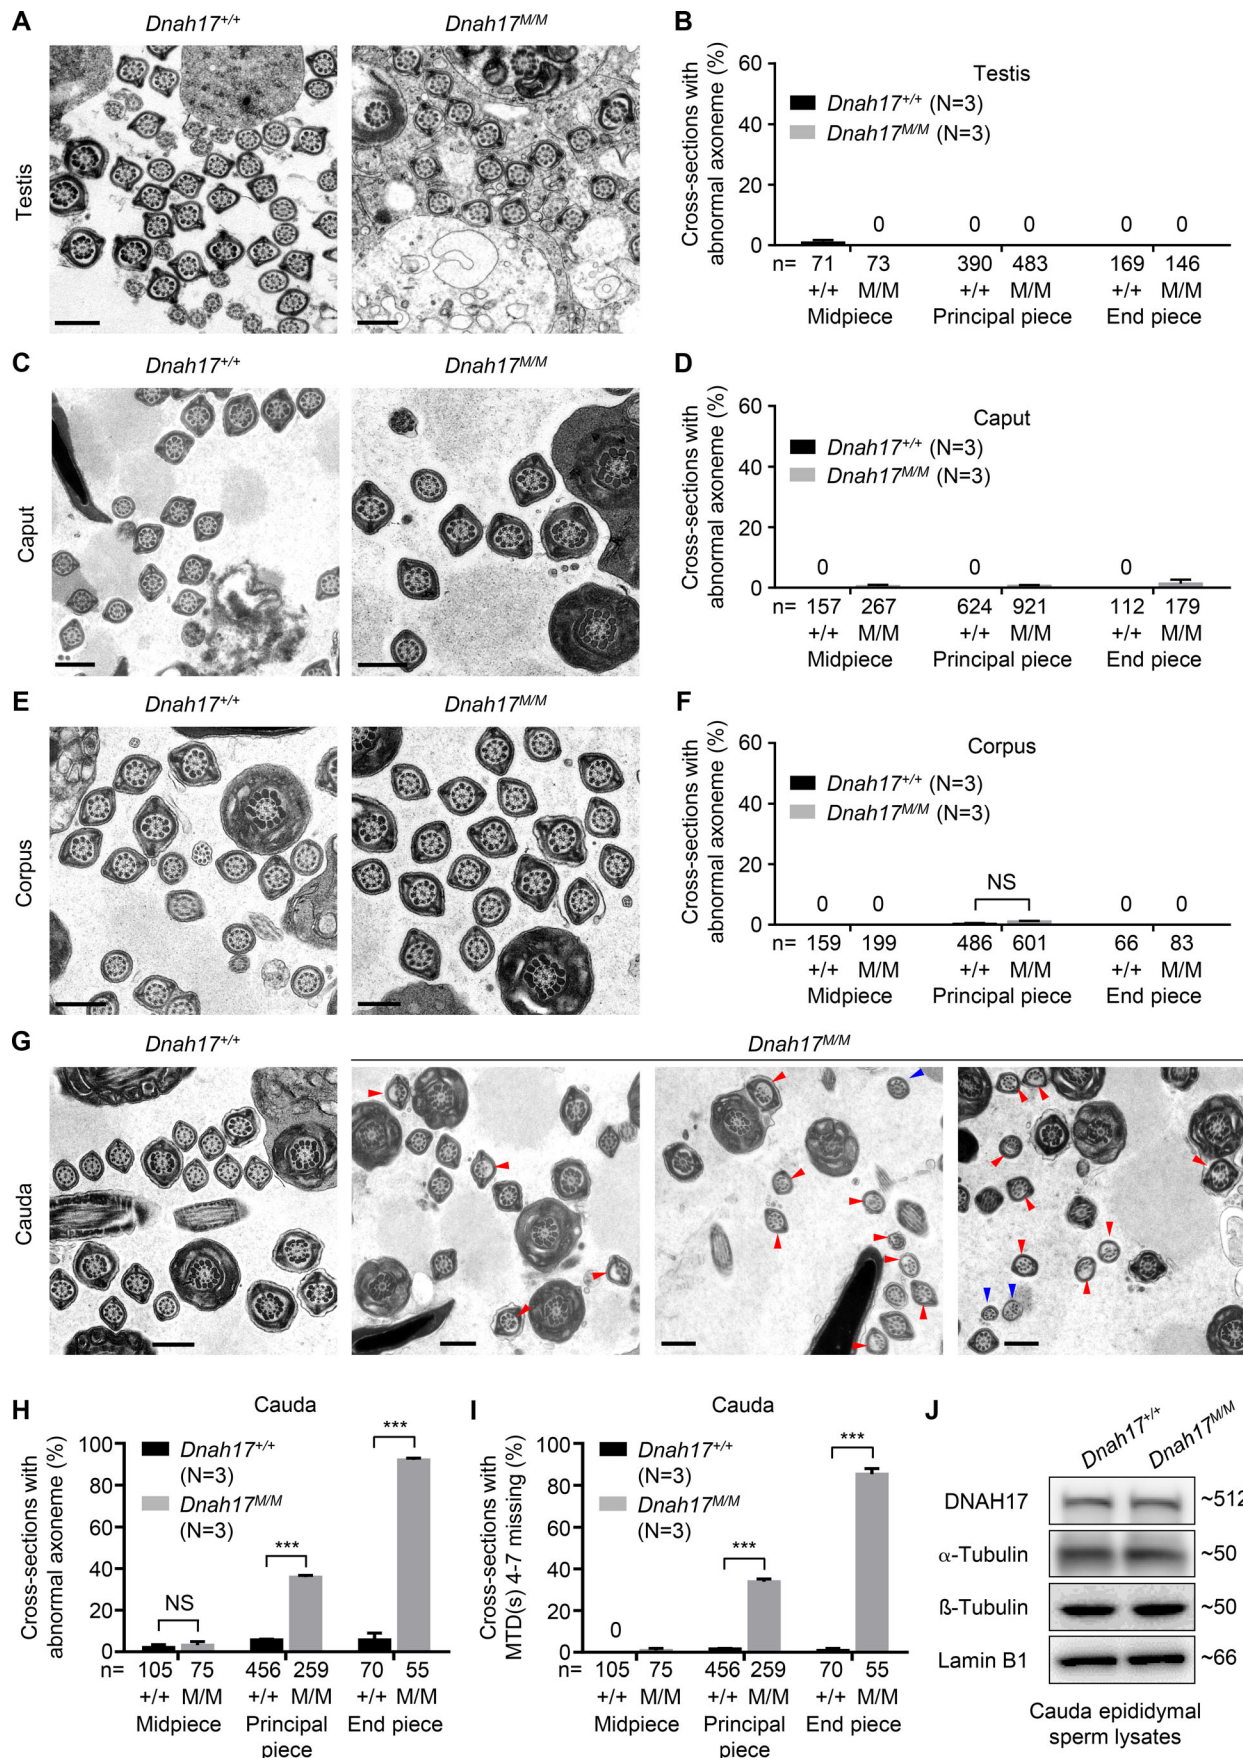 A
Dnah17+/+
Dnah17M/M
Testis
B
Cross-sections with
abnormal axoneme (%)
60
40
20
0
Testis
Dnah17+/+ (N=3)
Dnah17M/M (N=3)
0 0 0 0 0
n= 71 73 390 483 169 146
+/+ M/M +/+ M/M +/+ M/M
Midpiece Principal piece End piece
C
Dnah17+/+
Dnah17M/M
Caput
D
Cross-sections with
abnormal axoneme (%)
60
40
20
0
Caput
Dnah17+/+ (N=3)
Dnah17M/M (N=3)
0 0 0
n= 157 267 624 921 112 179
+/+ M/M +/+ M/M +/+ M/M
Midpiece Principal piece End piece
E
Dnah17+/+
Dnah17M/M
Corpus
F
Cross-sections with
abnormal axoneme (%)
60
40
20
0
Corpus
Dnah17+/+ (N=3)
Dnah17M/M (N=3)
NS
0 0 0 0
n= 159 199 486 601 66 83
+/+ M/M +/+ M/M +/+ M/M
Midpiece Principal piece End piece
G
Dnah17+/+
Dnah17M/M
Cauda
H
Cauda
Cross-sections with
abnormal axoneme (%)
100
80
60
40
20
0
Dnah17+/+
(N=3)
Dnah17M/M
(N=3)
NS
***
***
n= 105 75 456 259 70 55
+/+ M/M +/+ M/M +/+ M/M
Midpiece Principal End piece
piece
I
Cauda
Cross-sections with
MTD(s) 4-7 missing (%)
100
80
60
40
20
0
Dnah17+/+
(N=3)
Dnah17M/M
(N=3)
0
***
***
n= 105 75 456 259 70 55
+/+ M/M +/+ M/M +/+ M/M
Midpiece Principal End piece
piece
J
Dnah17+/+
Dnah17M/M
DNAH17 ~512
α-Tubulin ~50
ß-Tubulin ~50
Lamin B1 ~66
Cauda epididymal
sperm lysates